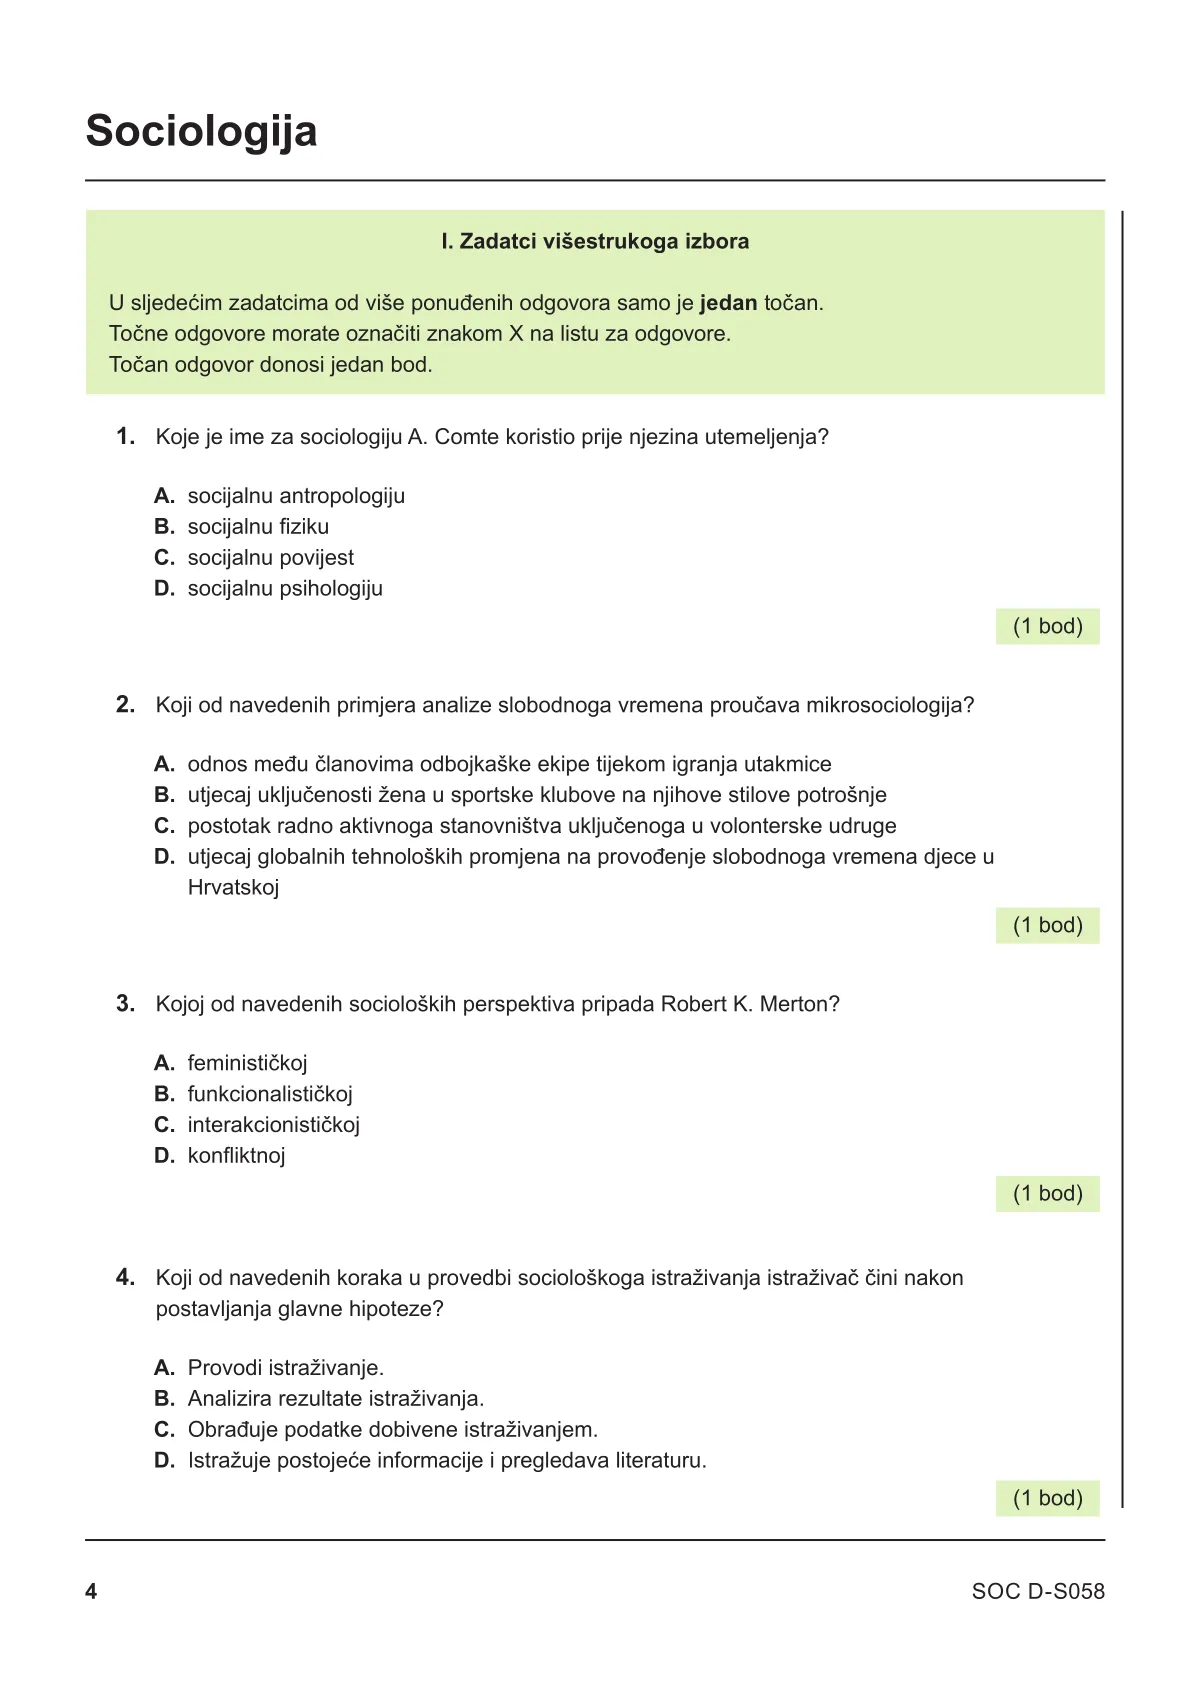 Sociologija
I. Zadatci višestrukoga izbora
U sljedećim zadatcima od više ponuđenih odgovora samo je jedan točan.
Točne odgovore morate označiti znakom X na listu za odgovore.
Točan odgovor donosi jedan bod.
1. Koje je ime za sociologiju A. Comte koristio prije njezina utemeljenja?
A. socijalnu antropologiju
B. socijalnu fiziku
C. socijalnu povijest
D. socijalnu psihologiju
(1 bod)
2. Koji od navedenih primjera analize slobodnoga vremena proučava mikrosociologija?
A. odnos među članovima odbojkaške ekipe tijekom igranja utakmice
B. utjecaj uključenosti žena u sportske klubove na njihove stilove potrošnje
C. postotak radno aktivnoga stanovništva uključenoga u volonterske udruge
D. utjecaj globalnih tehnoloških promjena na provođenje slobodnoga vremena djece u
Hrvatskoj
(1 bod)
3. Kojoj od navedenih socioloških perspektiva pripada Robert K. Merton?
A. feminističkoj
B. funkcionalističkoj
C. interakcionističkoj
D. konfliktnoj
(1 bod)
4. Koji od navedenih koraka u provedbi sociološkoga istraživanja istraživač čini nakon
postavljanja glavne hipoteze?
A. Provodi istraživanje.
B. Analizira rezultate istraživanja.
C. Obrađuje podatke dobivene istraživanjem.
D. Istražuje postojeće informacije i pregledava literaturu.
(1 bod)
4
SOC D-S058